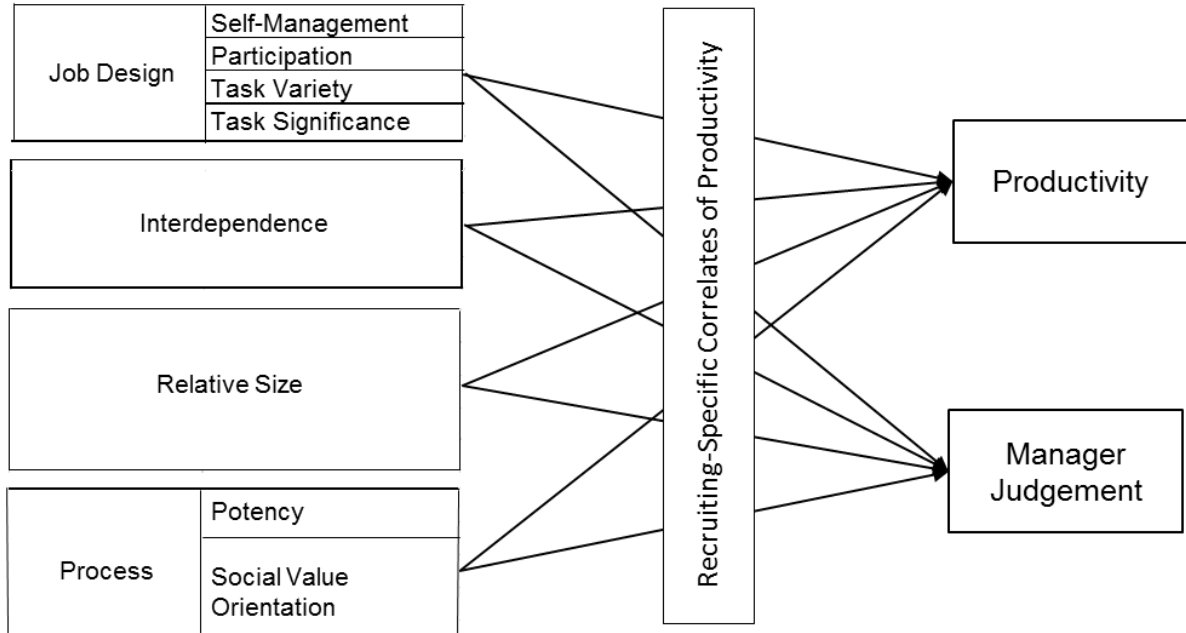 Job Design
Self-Management
Participation
Task Variety
Task Significance
Interdependence
Relative Size
Process
Potency
Social Value
Orientation
Recruiting-Specific Correlates of Productivity
Productivity
Manager
Judgement